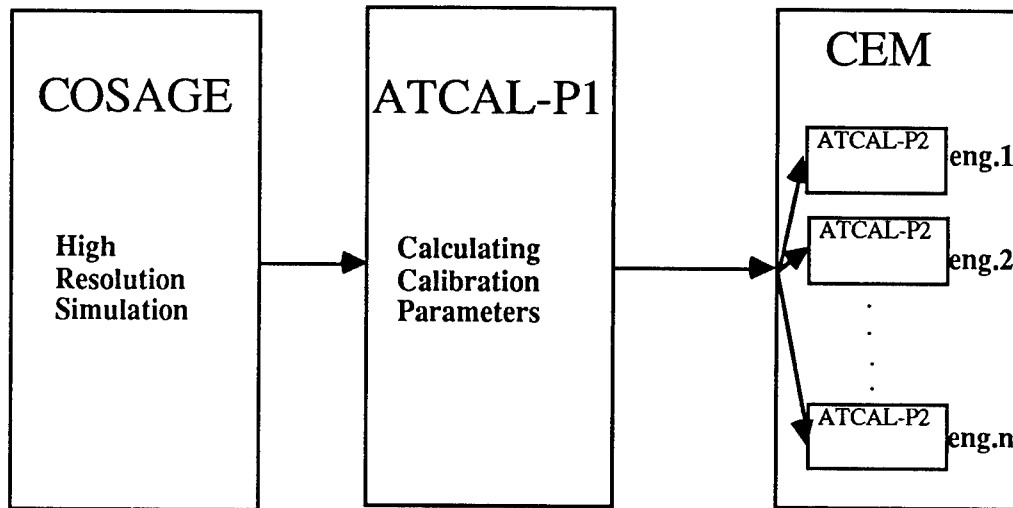 COSAGE
High
Resolution
Simulation
ATCAL-P1
Calculating
Calibration
Parameters
CEM
ATCAL-P2 eng.1
ATCAL-P2 eng.2
. . . .
ATCAL-P2 eng.n